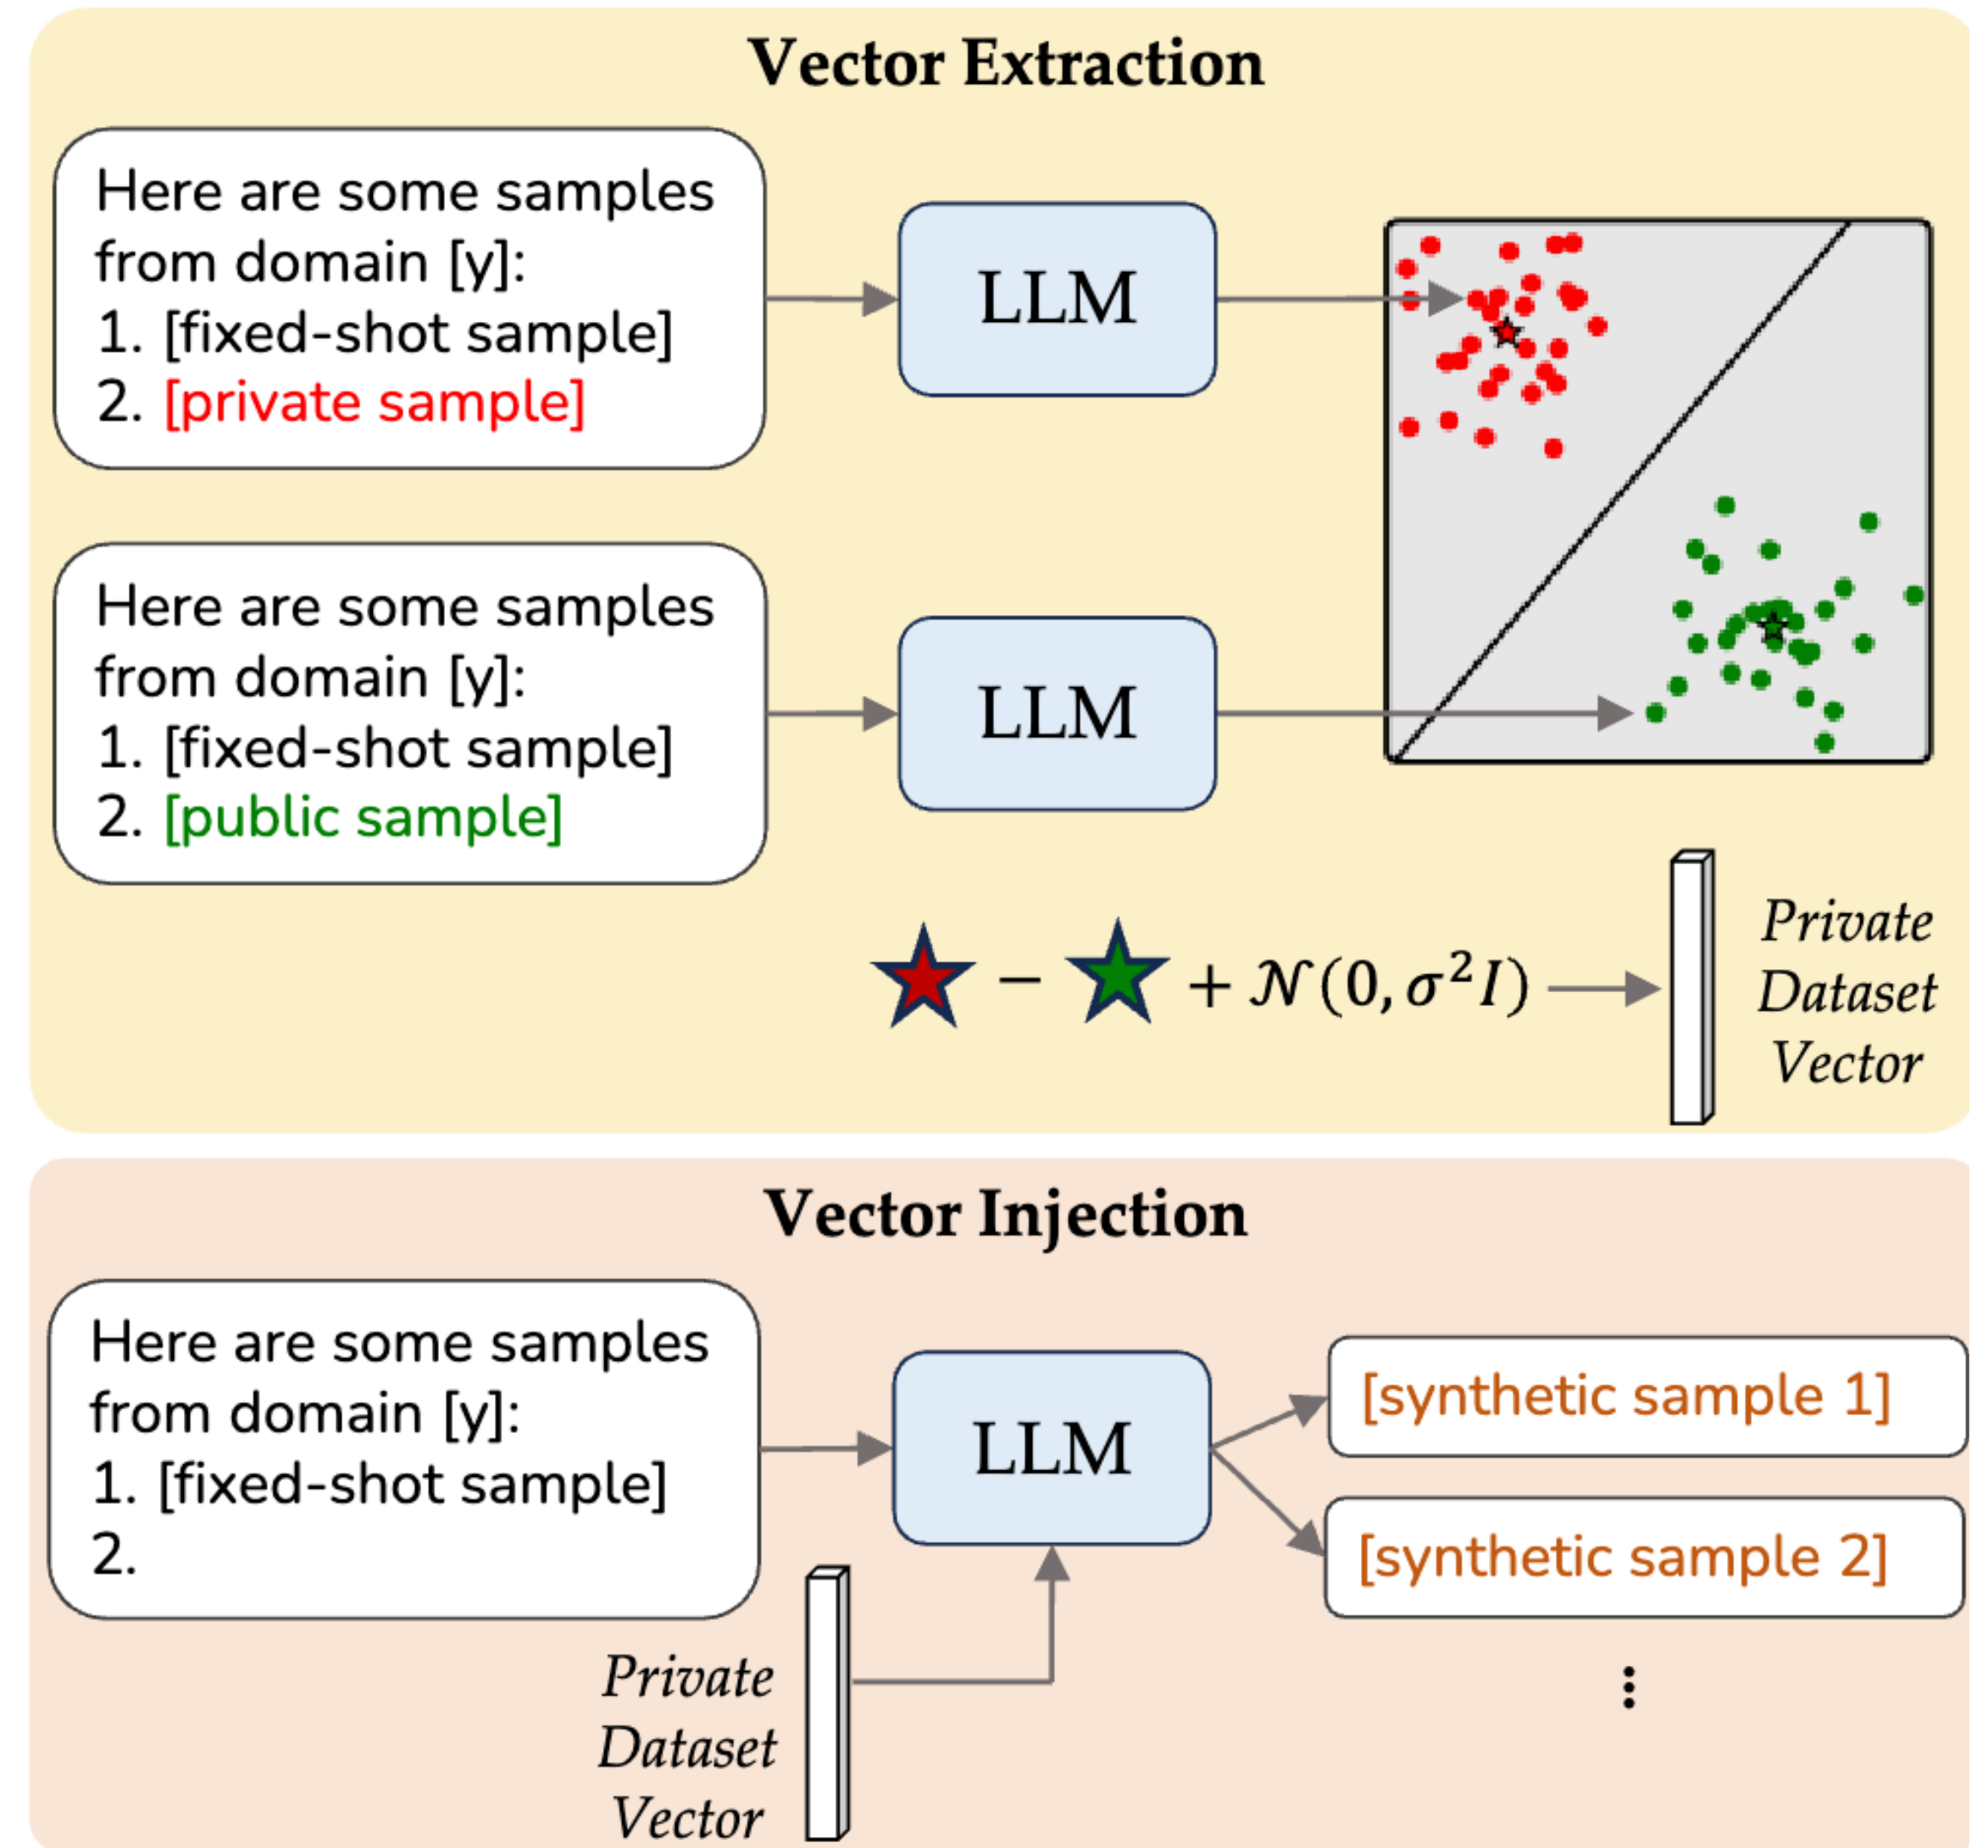 Vector Extraction
Here are some samples
from domain [y]:
1. [fixed-shot sample]
2. [private sample]
LLM
Here are some samples
from domain [y]:
1. [fixed-shot sample]
2. [public sample]
LLM
− + 𝒩(0, σ²I)
Private
Dataset
Vector
Vector Injection
Here are some samples
from domain [y]:
1. [fixed-shot sample]
2.
LLM
[synthetic sample 1]
[synthetic sample 2]
⋮
Private
Dataset
Vector